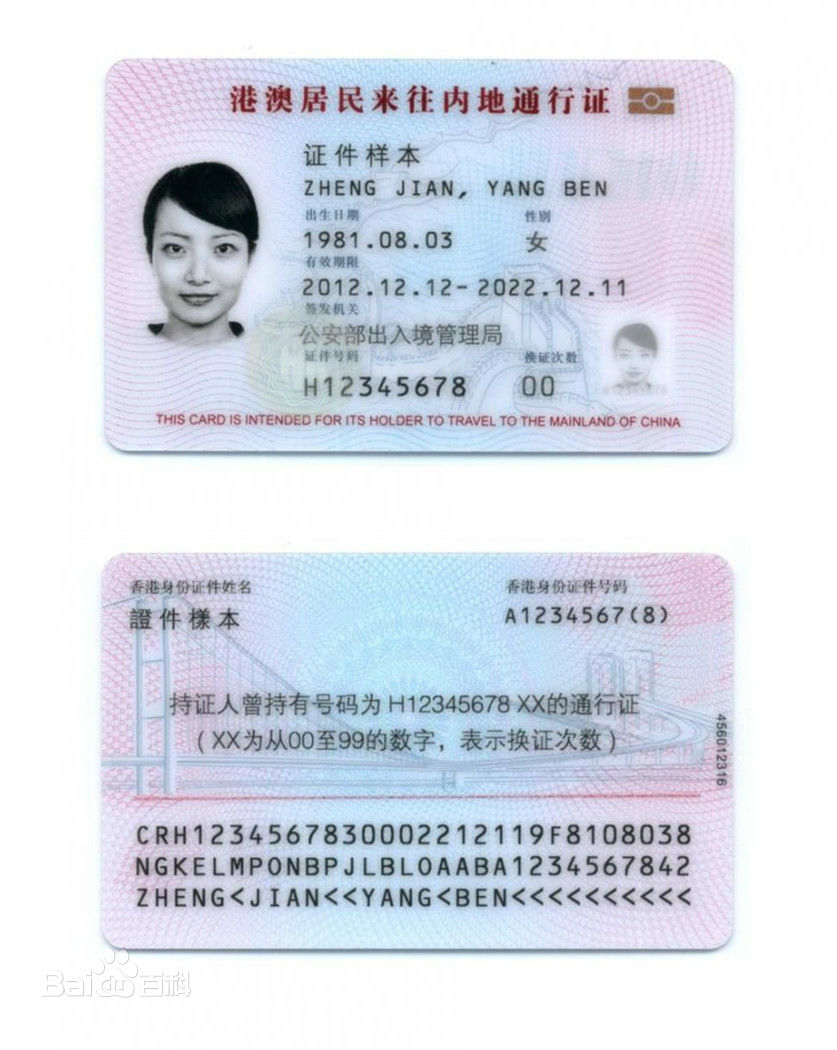 港澳居民来往内地通行证
证件样本
ZHENG JIAN, YANG BEN
出生日期 性别
1981.08.03 女
有效期限
2012.12.12-2022.12.11
签发机关
公安部出入境管理局
证件号码 换证次数
H12345678 00
THIS CARD IS INTENDED FOR ITS HOLDER TO TRAVEL TO THE MAINLAND OF CHINA
香港身份证件姓名 香港身份证件号码
證件樣本 A1234567(8)
持证人曾持有号码为 H12345678 XX的通行证
(XX为从00至99的数字，表示换证次数)
456012316
CRH1234567830002212119F8108038
NGKELMPONBPJLBLOAABA1234567842
ZHENG<JIAN<<YANG<BEN<<<<<<<<<<
Bai百科